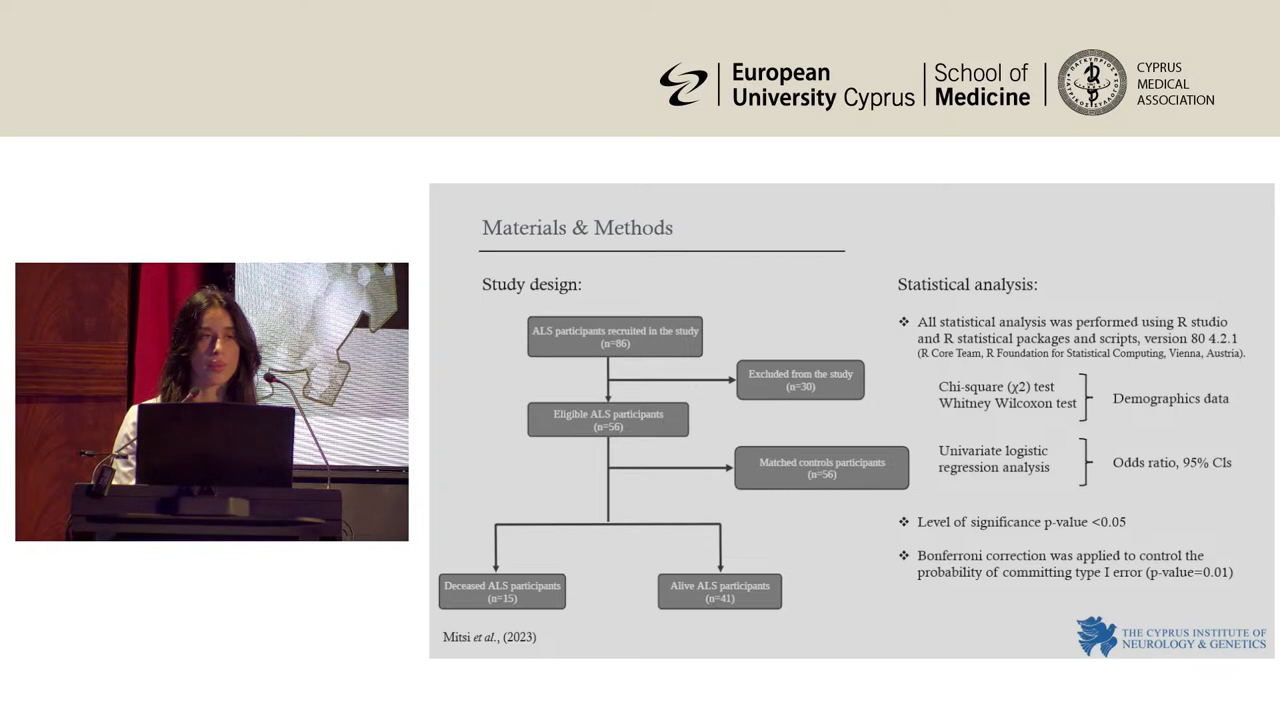 European
University Cyprus
School of
Medicine
CYPRUS
MEDICAL
ASSOCIATION
Materials & Methods
Study design:
ALS participants recruited in the study
(n=86)
Excluded from the study
(n=30)
Eligible ALS participants
(n=56)
Matched controls participants
(n=56)
Deceased ALS participants
(n=15)
Alive ALS participants
(n=41)
Mitsi et al., (2023)
Statistical analysis:
❖ All statistical analysis was performed using R studio
and R statistical packages and scripts, version 80 4.2.1
(R Core Team, R Foundation for Statistical Computing, Vienna, Austria).
Chi-square (χ2) test
Whitney Wilcoxon test
Demographics data
Univariate logistic
regression analysis
Odds ratio, 95% Cls
❖ Level of significance p-value <0.05
❖ Bonferroni correction was applied to control the
probability of committing type I error (p-value=0.01)
THE CYPRUS INSTITUTE OF
NEUROLOGY & GENETICS